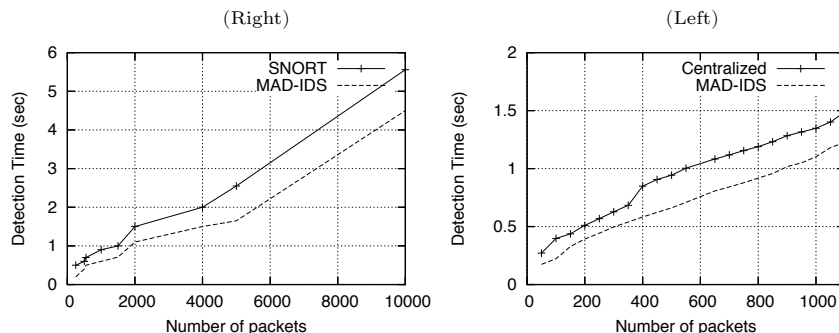 (Right)
6
5
4
3
2
1
0
0
2000
4000
6000
8000
10000
Detection Time (sec)
Number of packets
SNORT
MAD-IDS
(Left)
2
1.5
1
0.5
0
200
400
600
800
1000
Detection Time (sec)
Number of packets
Centralized
MAD-IDS